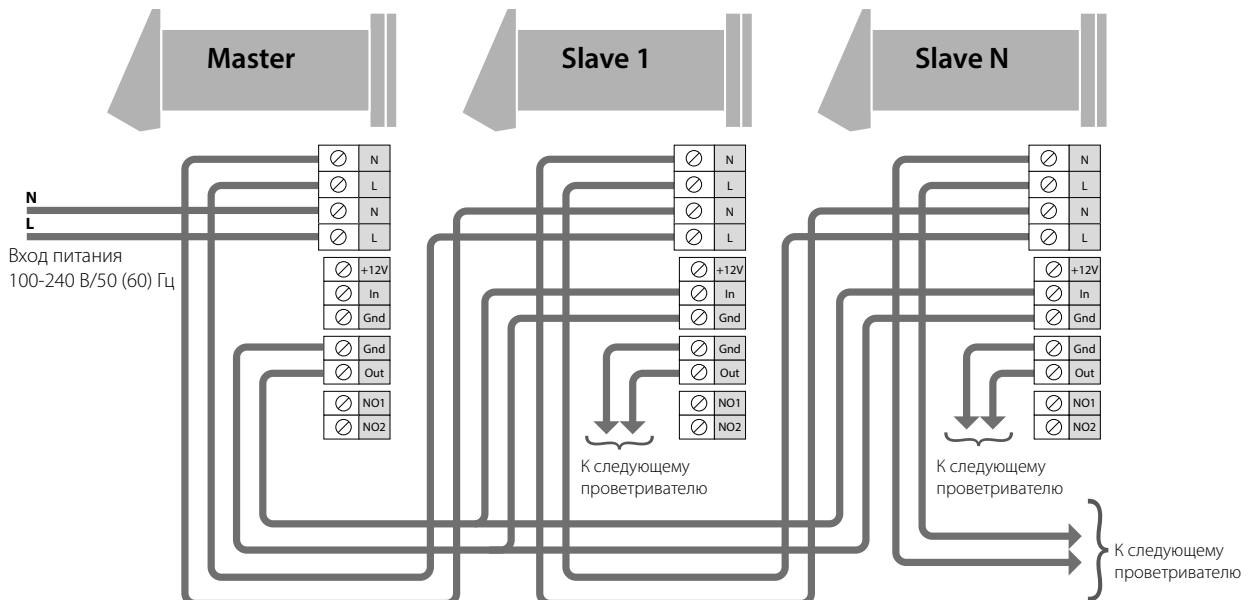 Master
Slave 1
Slave N
N
L
Вход питания
100-240 В/50 (60) Гц
N
L
N
L
+12V
In
Gnd
Gnd
Out
NO1
NO2
N
L
N
L
+12V
In
Gnd
Gnd
Out
NO1
NO2
К следующему
проветривателю
N
L
N
L
+12V
In
Gnd
Gnd
Out
NO1
NO2
К следующему
проветривателю
К следующему
проветривателю